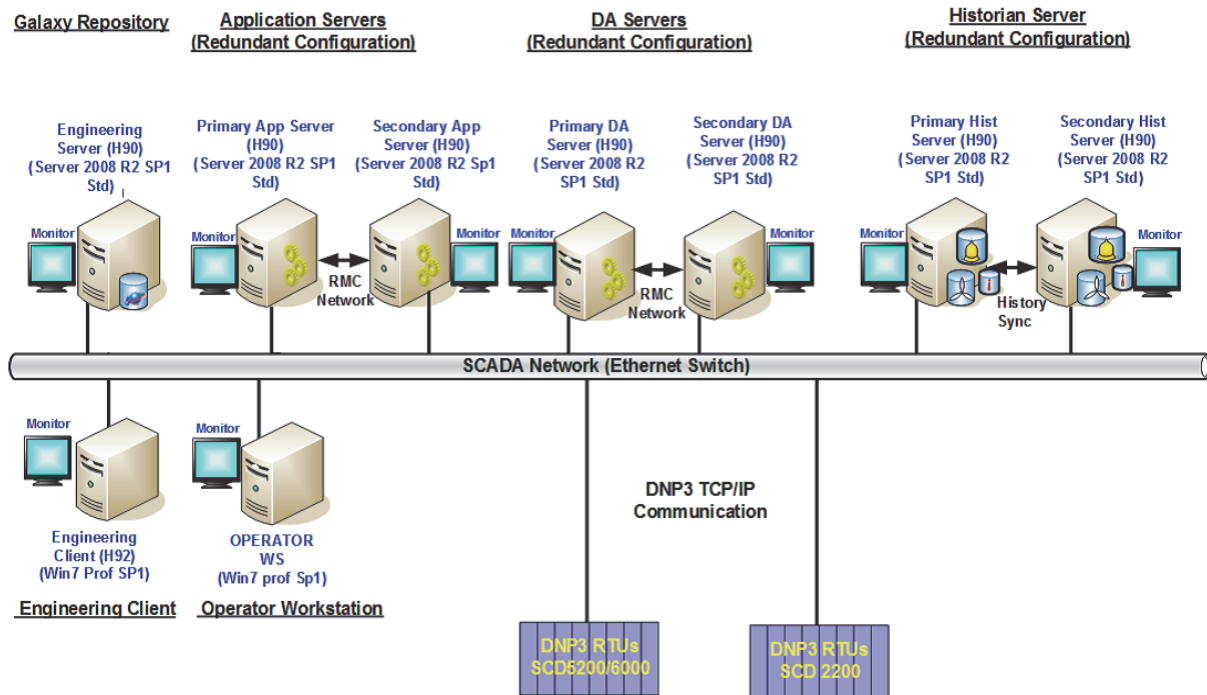 Galaxy Repository
Application Servers
(Redundant Configuration)
DA Servers
(Redundant Configuration)
Historian Server
(Redundant Configuration)
Engineering
Server (H90)
(Server 2008 R2 SP1
Std)
Primary App Server
(H90)
(Server 2008 R2 SP1
Std)
Secondary App
Server (H90)
(Server 2008 R2 Sp1
Std)
Primary DA
Server (H90)
(Server 2008 R2
SP1 Std)
Secondary DA
Server (H90)
(Server 2008 R2
SP1 Std)
Primary Hist
Server (H90)
(Server 2008 R2
SP1 Std)
Secondary Hist
Server (H90)
(Server 2008 R2
SP1 Std)
Monitor
Monitor
Monitor
Monitor
Monitor
Monitor
Monitor
RMC
Network
RMC
Network
History
Sync
SCADA Network (Ethernet Switch)
Monitor
Monitor
Engineering
Client (H92)
(Win7 Prof SP1)
OPERATOR
WS
(Win7 prof Sp1)
Engineering Client
Operator Workstation
DNP3 TCP/IP
Communication
DNP3 RTUs
SCD5200/6000
DNP3 RTUs
SCD 2200